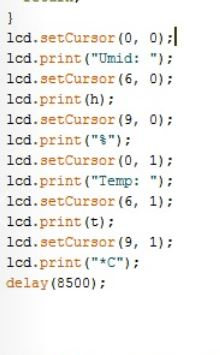 }
lcd.setCursor(0, 0);
lcd.print("Umid: ");
lcd.setCursor(6, 0);
lcd.print(h);
lcd.setCursor(9, 0);
lcd.print("%");
lcd.setCursor(0, 1);
lcd.print("Temp: ");
lcd.setCursor(6, 1);
lcd.print(t);
lcd.setCursor(9, 1);
lcd.print("*C");
delay(8500);